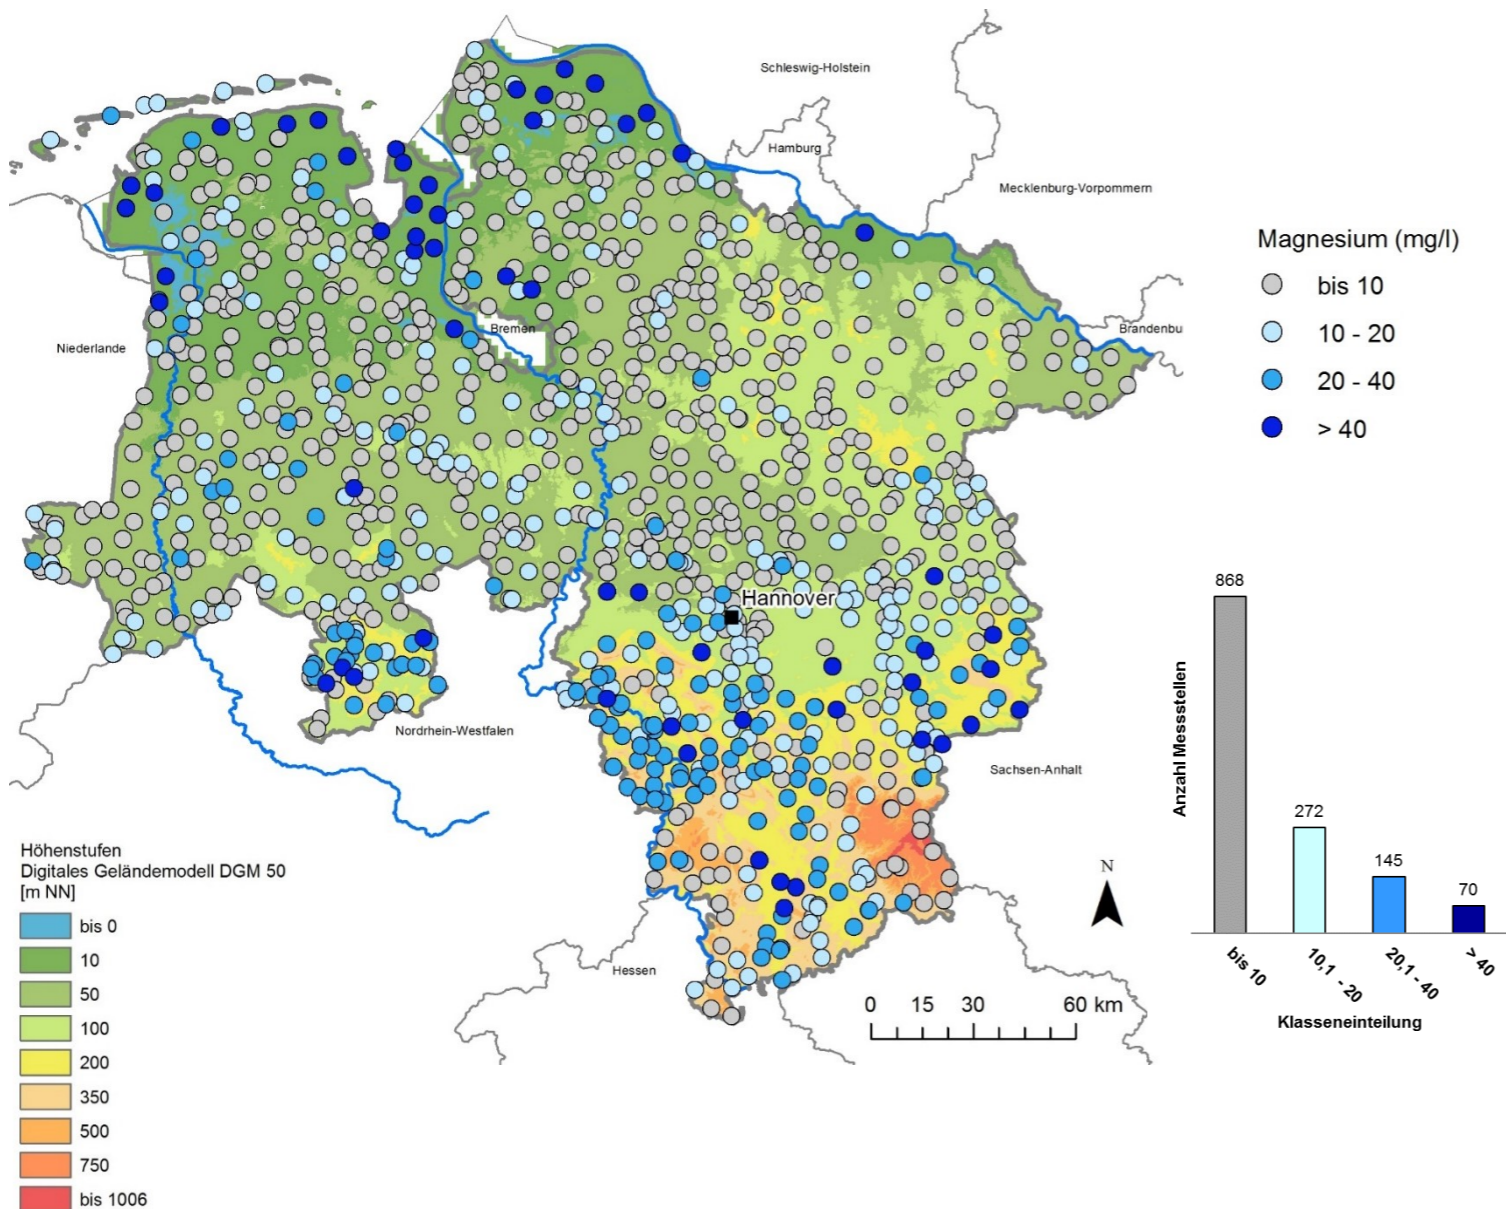 Schleswig-Holstein
Hamburg
Mecklenburg-Vorpommern
Niederlande
Bremen
Brandenbu
Hannover
Nordrhein-Westfalen
Sachsen-Anhalt
Hessen
N
0 15 30 60 km
Magnesium (mg/l)
bis 10
10 - 20
20 - 40
> 40
Anzahl Messstellen
868
272
145
70
bis 10
10,1 - 20
20,1 - 40
> 40
Klasseneinteilung
Höhenstufen
Digitales Geländemodell DGM 50
[m NN]
bis 0
10
50
100
200
350
500
750
bis 1006